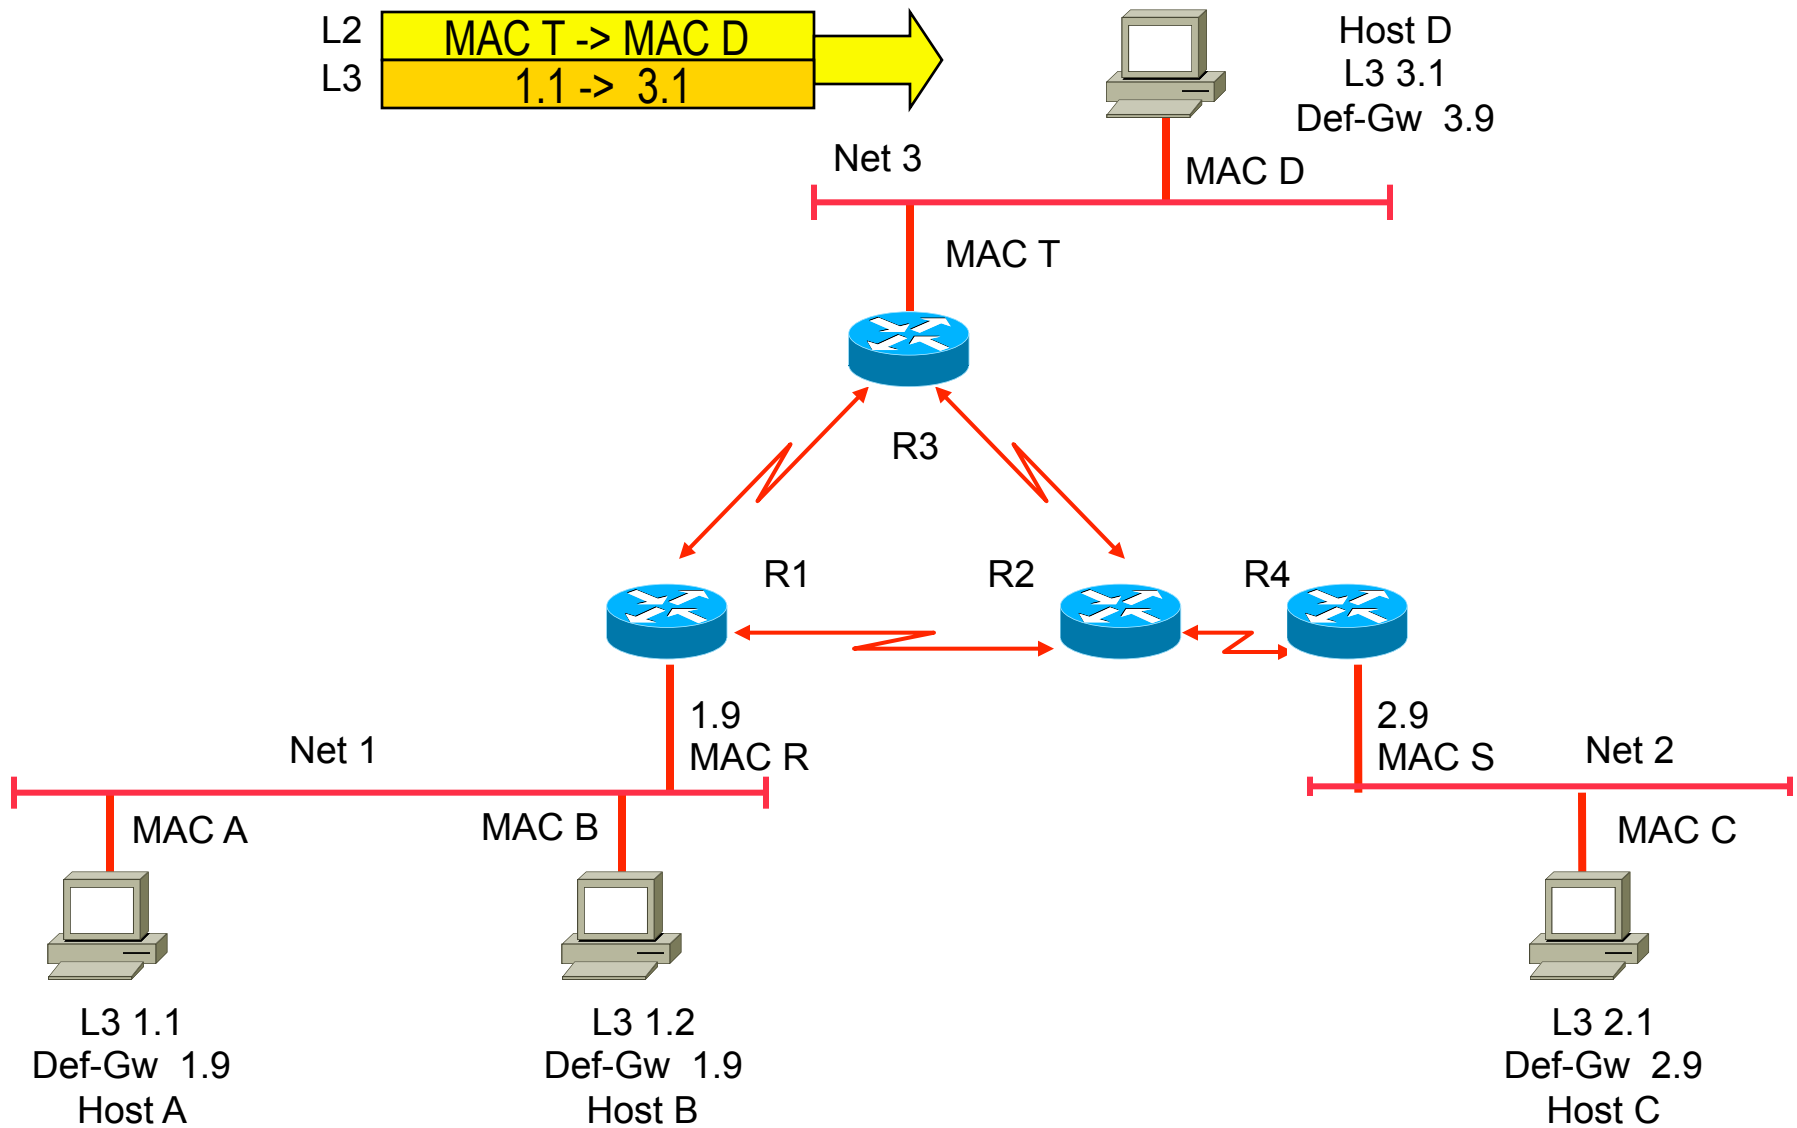 L2
MAC T -> MAC D
L3
1.1 -> 3.1
Host D
L3 3.1
Def-Gw 3.9
Net 3
MAC D
MAC T
R3
R1
R2
R4
1.9
MAC R
2.9
MAC S
Net 1
Net 2
MAC A
MAC B
MAC C
L3 1.1
Def-Gw 1.9
Host A
L3 1.2
Def-Gw 1.9
Host B
L3 2.1
Def-Gw 2.9
Host C